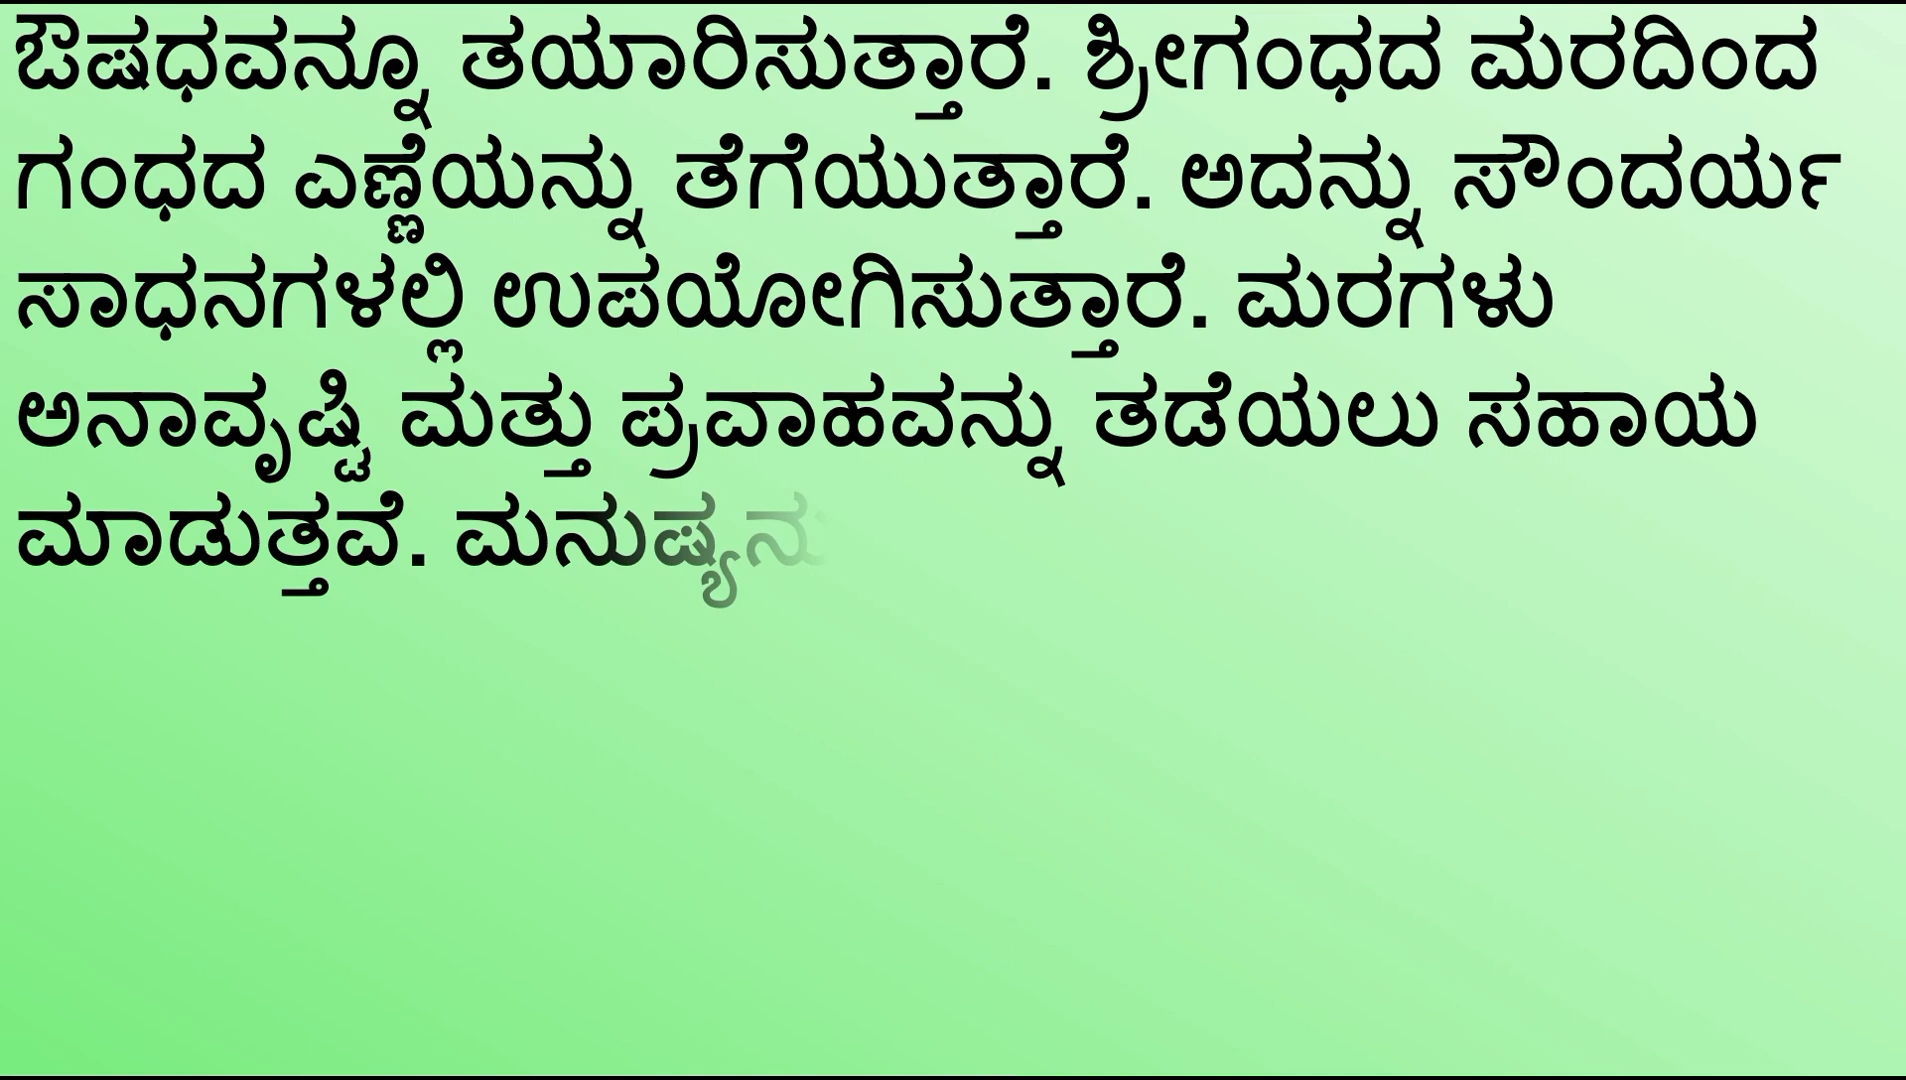 ಔಷಧವನ್ನೂ ತಯಾರಿಸುತ್ತಾರೆ. ಶ್ರೀಗಂಧದ ಮರದಿಂದ
ಗಂಧದ ಎಣ್ಣೆಯನ್ನು ತೆಗೆಯುತ್ತಾರೆ. ಅದನ್ನು ಸೌಂದರ್ಯ
ಸಾಧನಗಳಲ್ಲಿ ಉಪಯೋಗಿಸುತ್ತಾರೆ. ಮರಗಳು
ಅನಾವೃಷ್ಟಿ ಮತ್ತು ಪ್ರವಾಹವನ್ನು ತಡೆಯಲು ಸಹಾಯ
ಮಾಡುತ್ತವೆ. ಮನುಷ್ಯನು